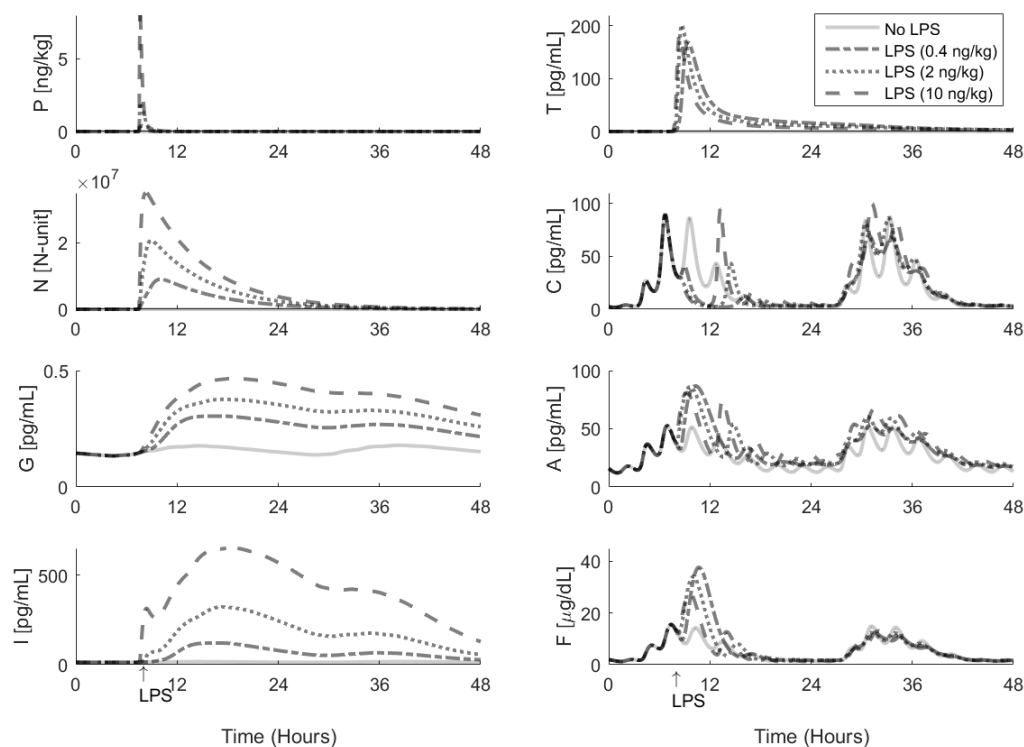 P [ng/kg]
5
0
0 12 24 36 48
T [pg/mL]
200
100
0
0 12 24 36 48
No LPS
LPS (0.4 ng/kg)
LPS (2 ng/kg)
LPS (10 ng/kg)
×10⁷
N [N-unit]
2
0
0 12 24 36 48
C [pg/mL]
100
50
0
0 12 24 36 48
G [pg/mL]
0.5
0
0 12 24 36 48
A [pg/mL]
100
50
0
0 12 24 36 48
I [pg/mL]
500
0
0 12 24 36 48
↑
LPS
Time (Hours)
F [μg/dL]
40
20
0
0 12 24 36 48
↑
LPS
Time (Hours)